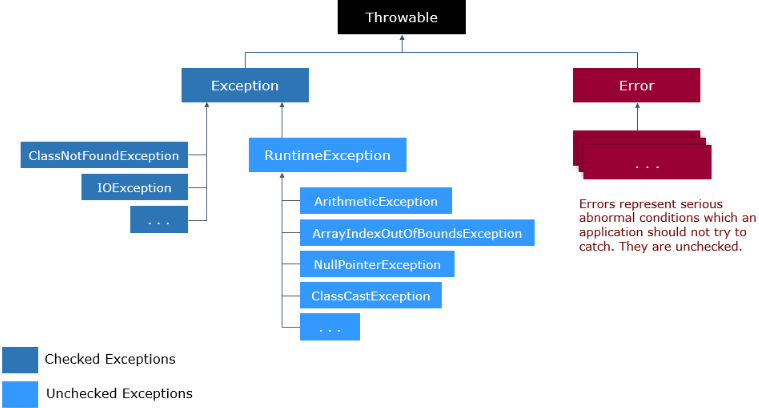 Throwable
Exception
Error
ClassNotFoundException
RuntimeException
IOException
. . .
. . .
ArithmeticException
ArrayIndexOutOfBoundsException
NullPointerException
ClassCastException
. . .
Errors represent serious
abnormal conditions which an
application should not try to
catch. They are unchecked.
Checked Exceptions
Unchecked Exceptions